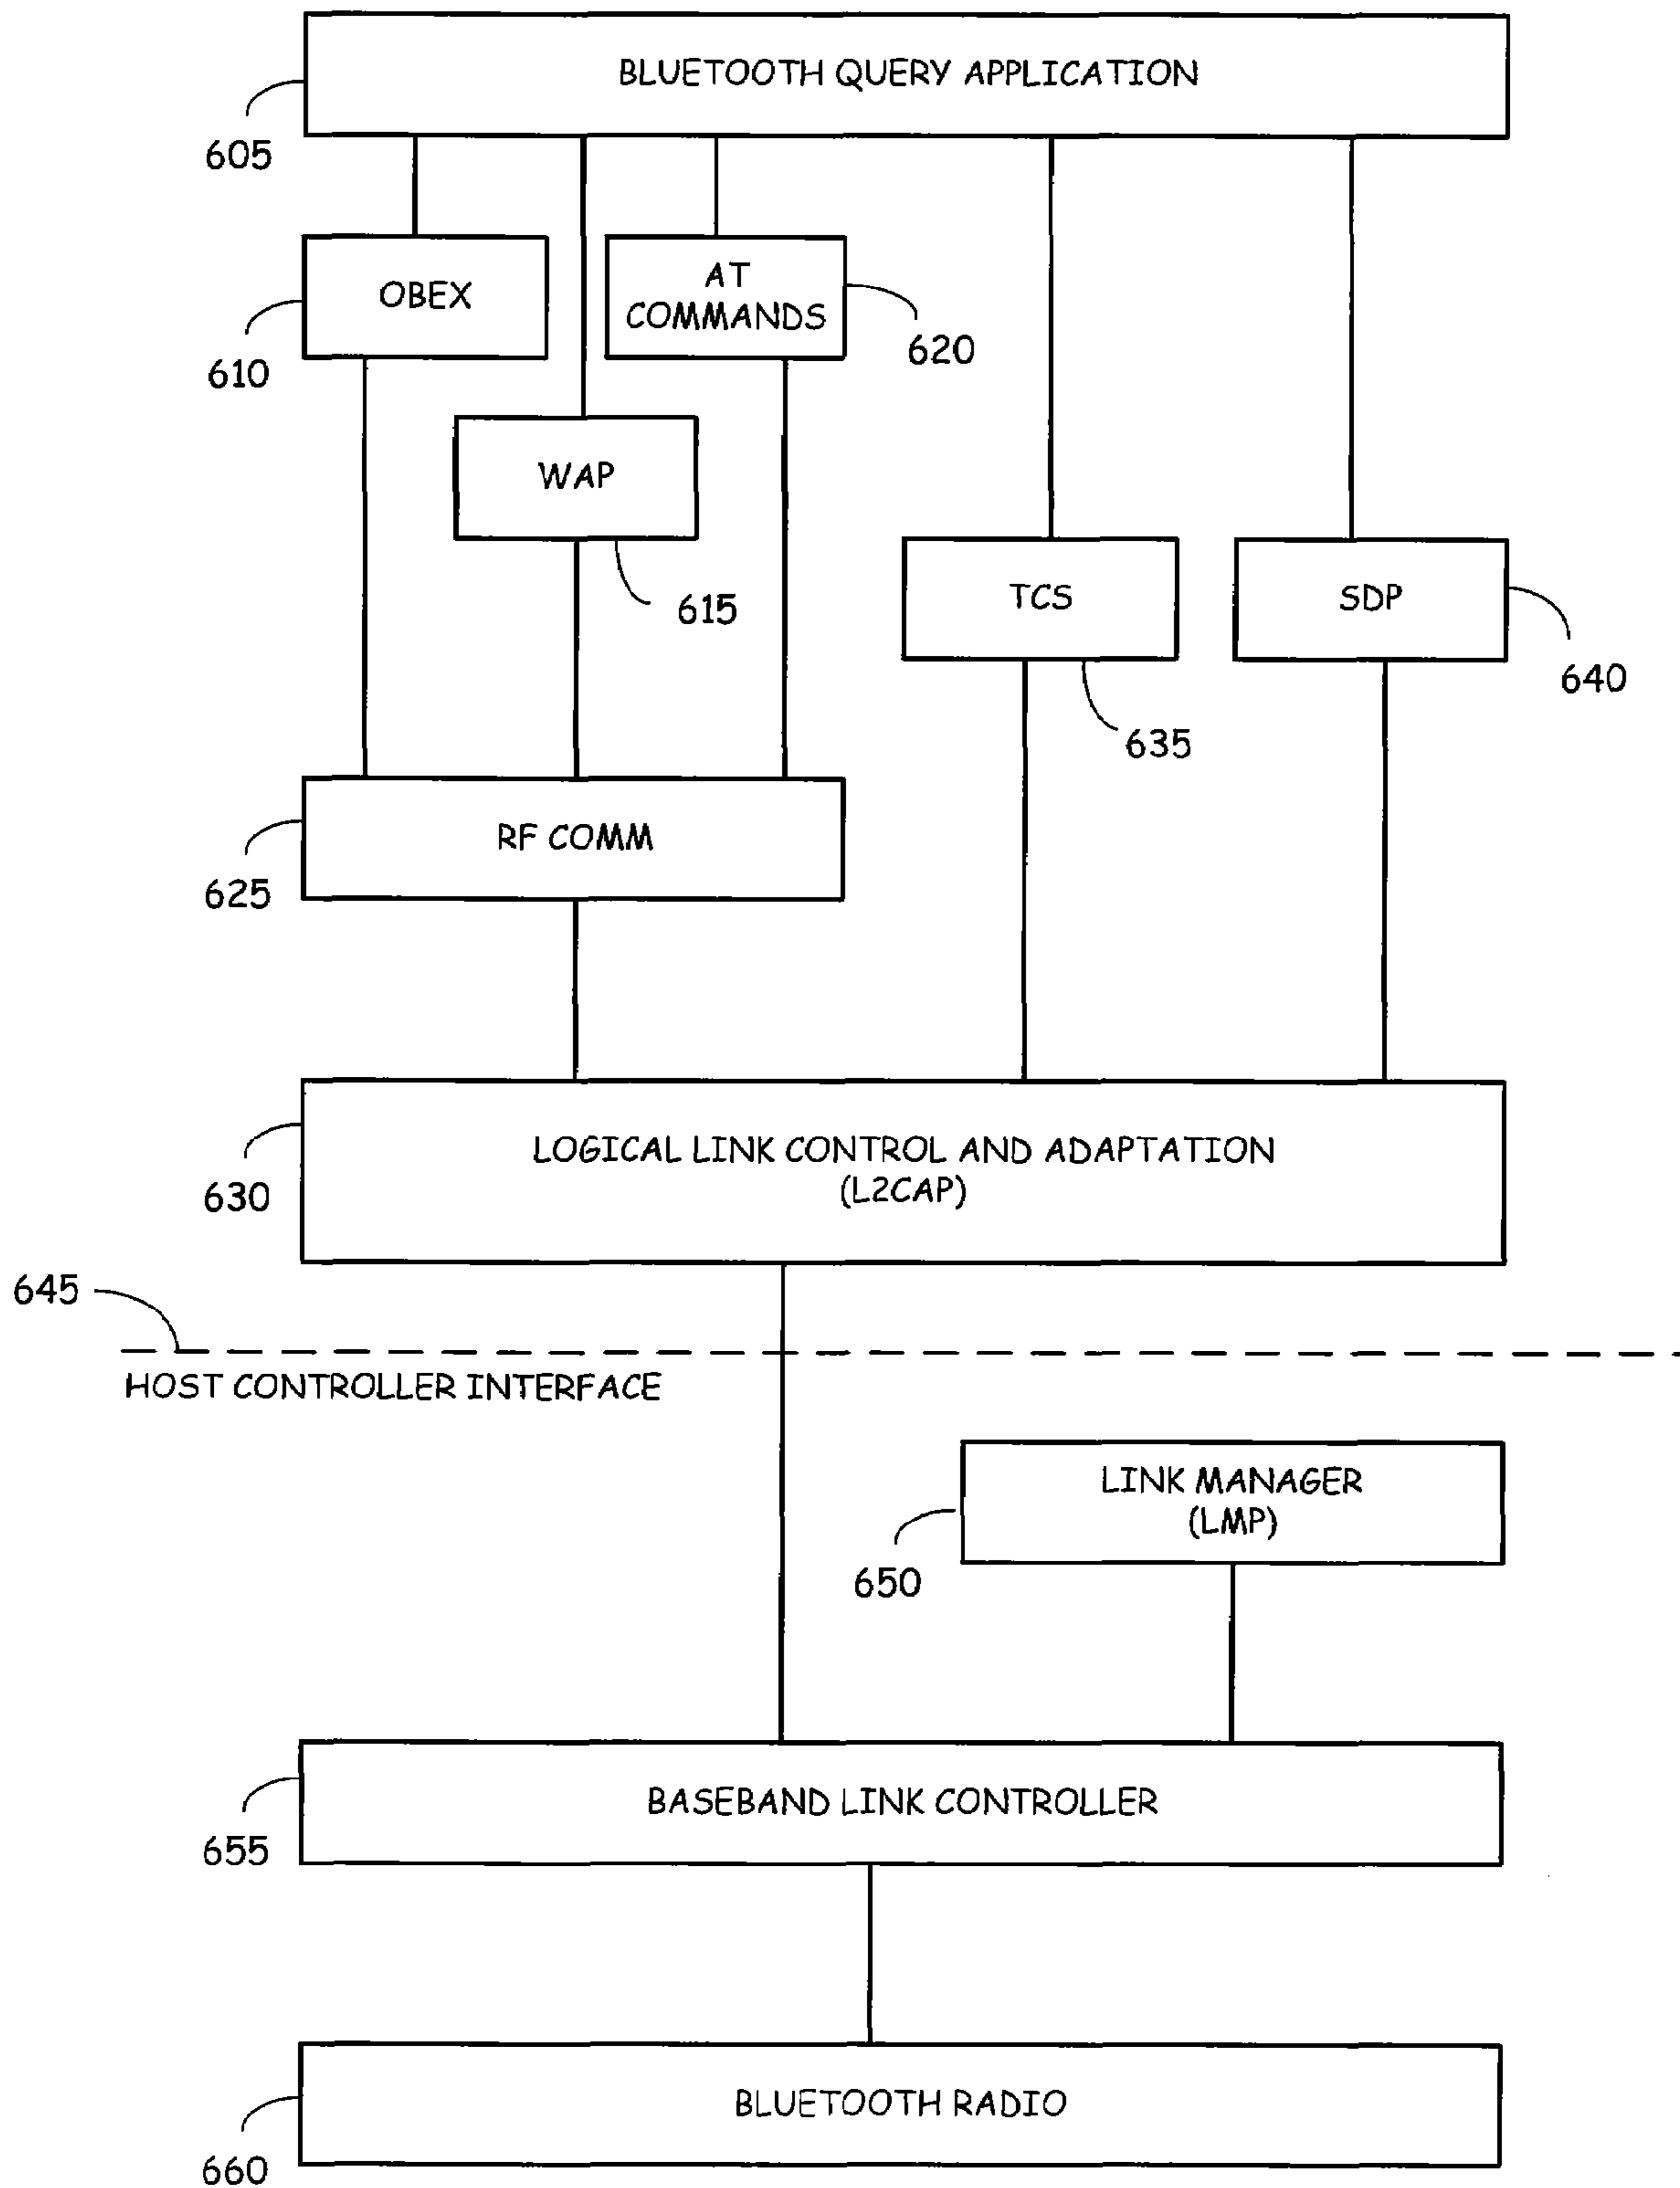 BLUETOOTH QUERY APPLICATION
605
OBEX
610
AT
COMMANDS
620
WAP
615
TCS
635
SDP
640
RF COMM
625
LOGICAL LINK CONTROL AND ADAPTATION
(L2CAP)
630
645
HOST CONTROLLER INTERFACE
LINK MANAGER
(LMP)
650
BASEBAND LINK CONTROLLER
655
BLUETOOTH RADIO
660